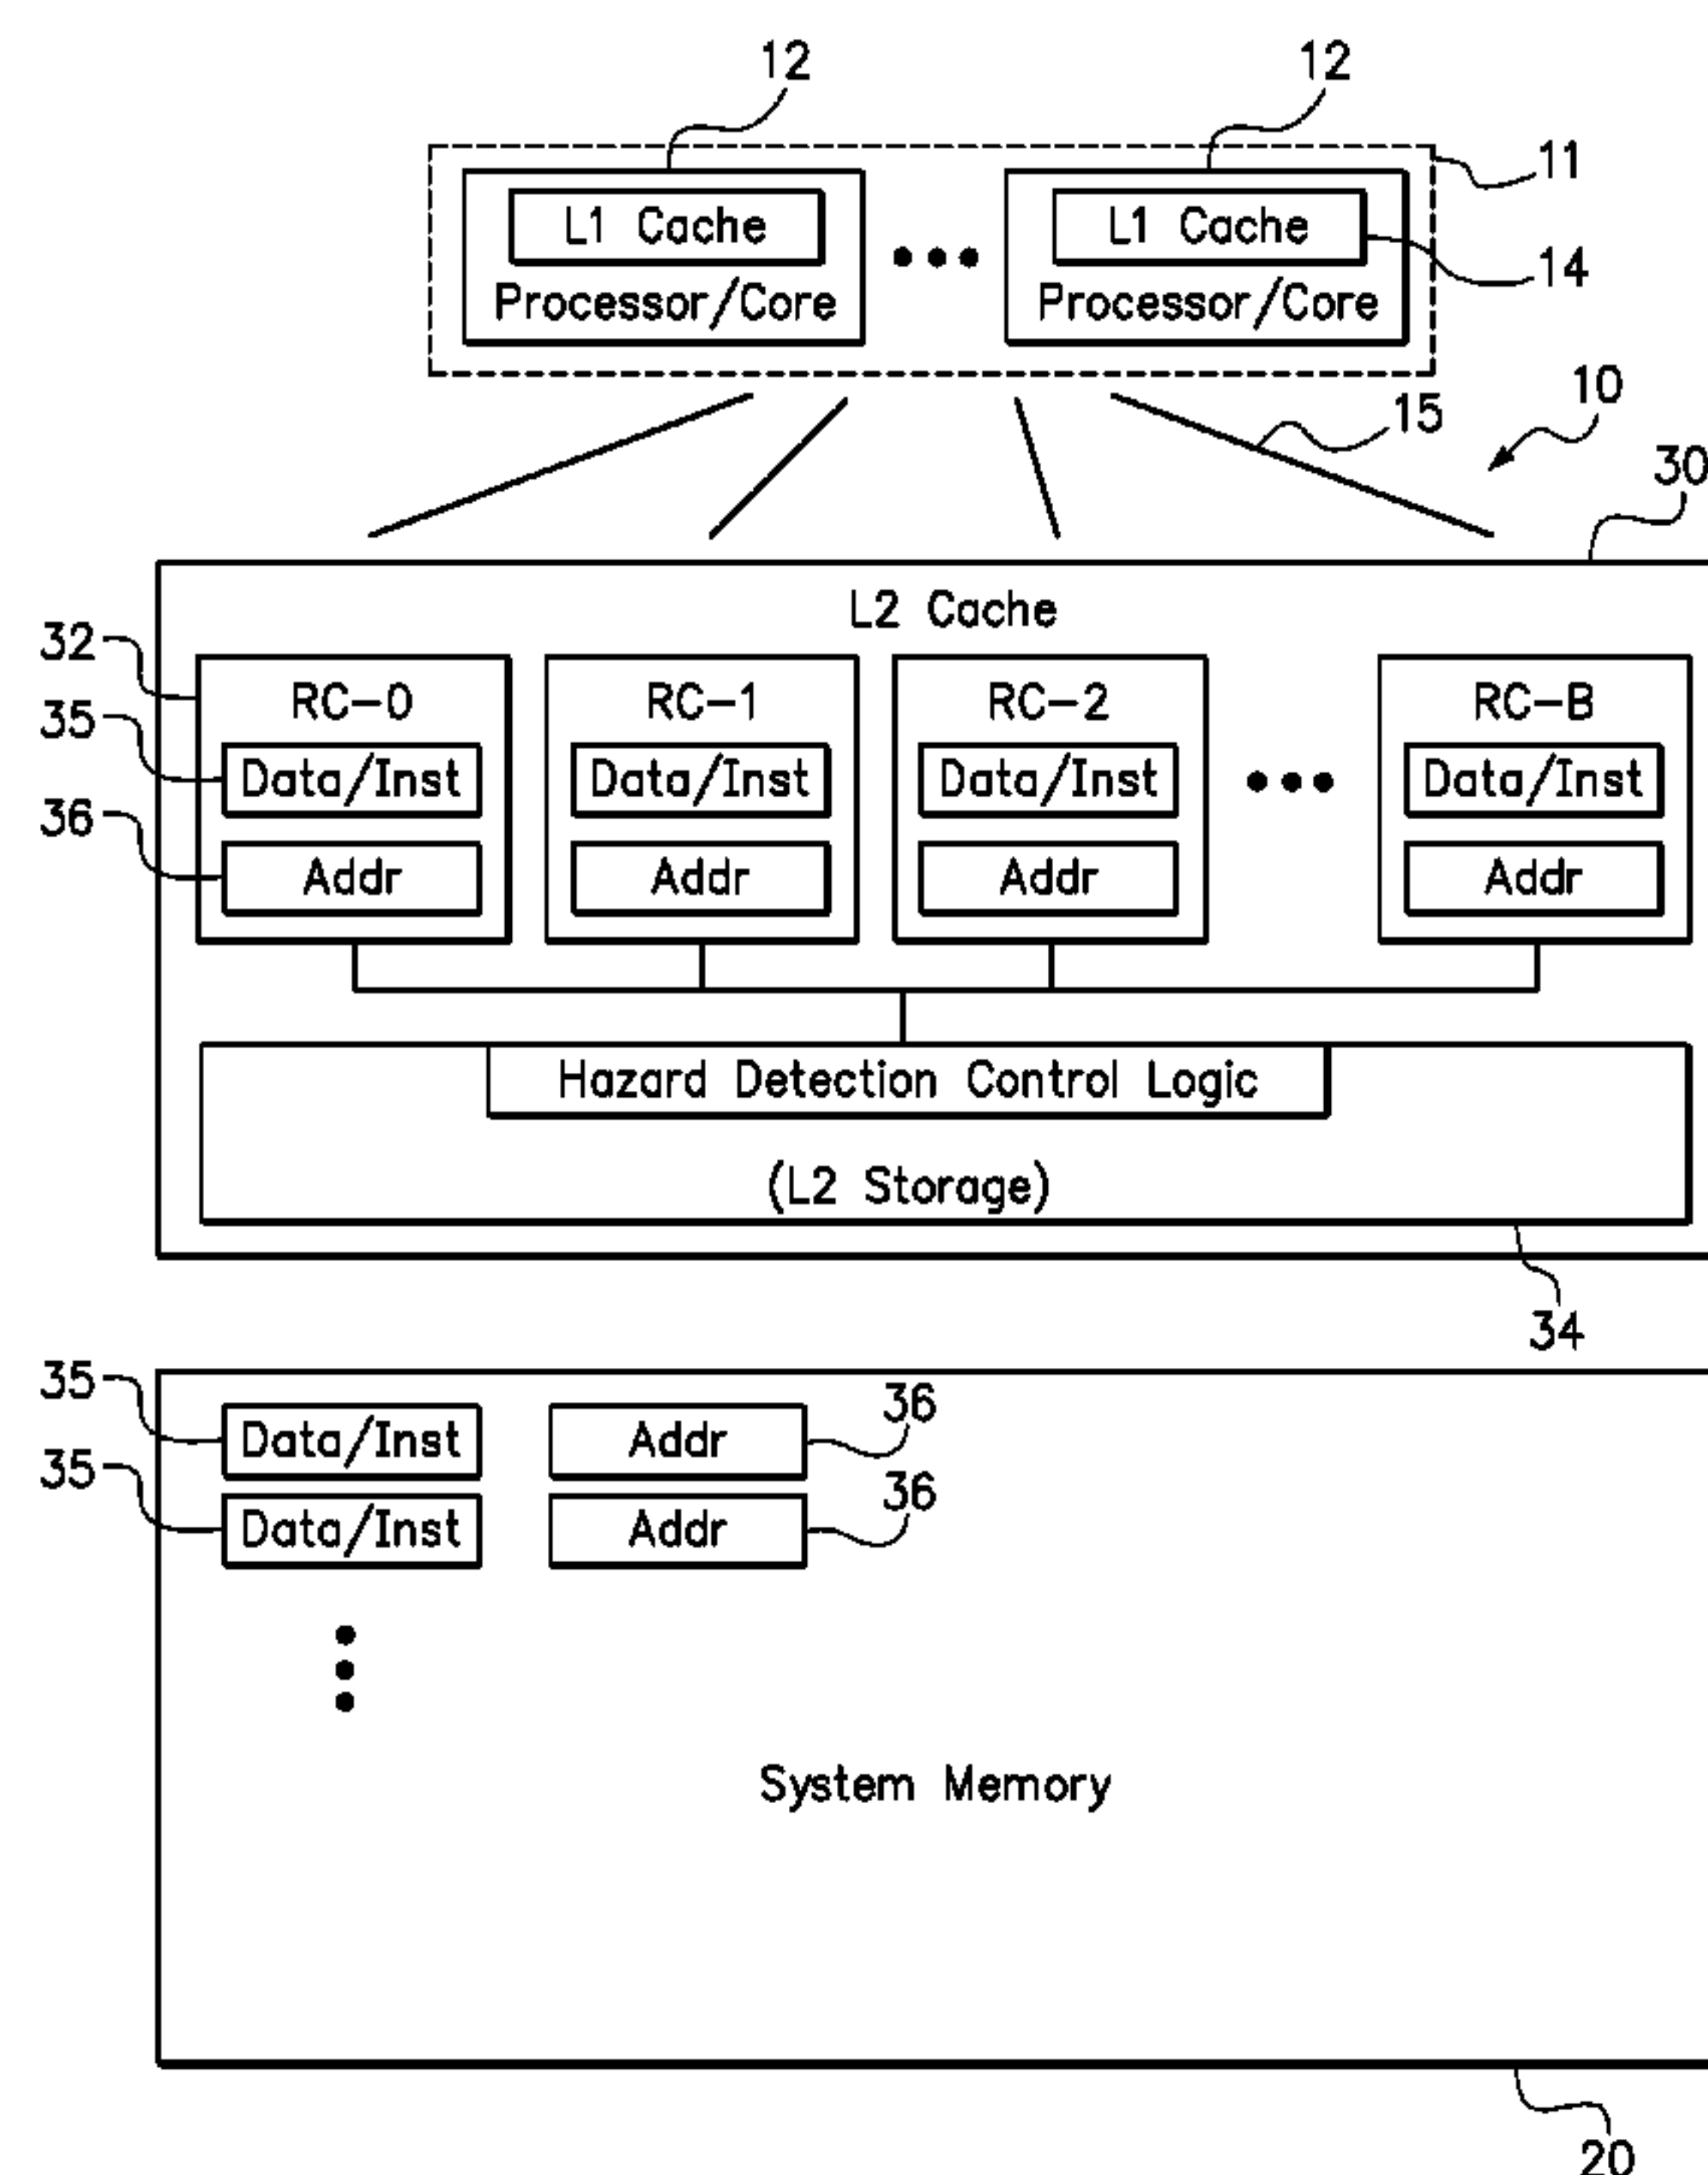 12 12
11
L1 Cache L1 Cache
14
Processor/Core Processor/Core
10
15
30
L2 Cache
32
RC-0 RC-1 RC-2 RC-B
35
Data/Inst Data/Inst Data/Inst Data/Inst
36
Addr Addr Addr Addr
Hazard Detection Control Logic
(L2 Storage)
34
35
Data/Inst Addr 36
35
Data/Inst Addr 36
System Memory
20